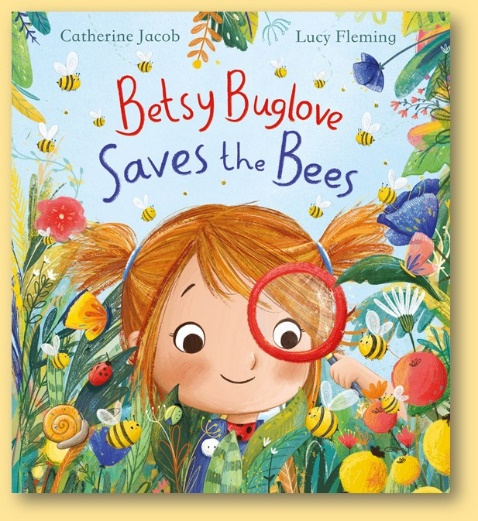 Catherine Jacob Lucy Fleming
Betsy Buglove
Saves the Bees